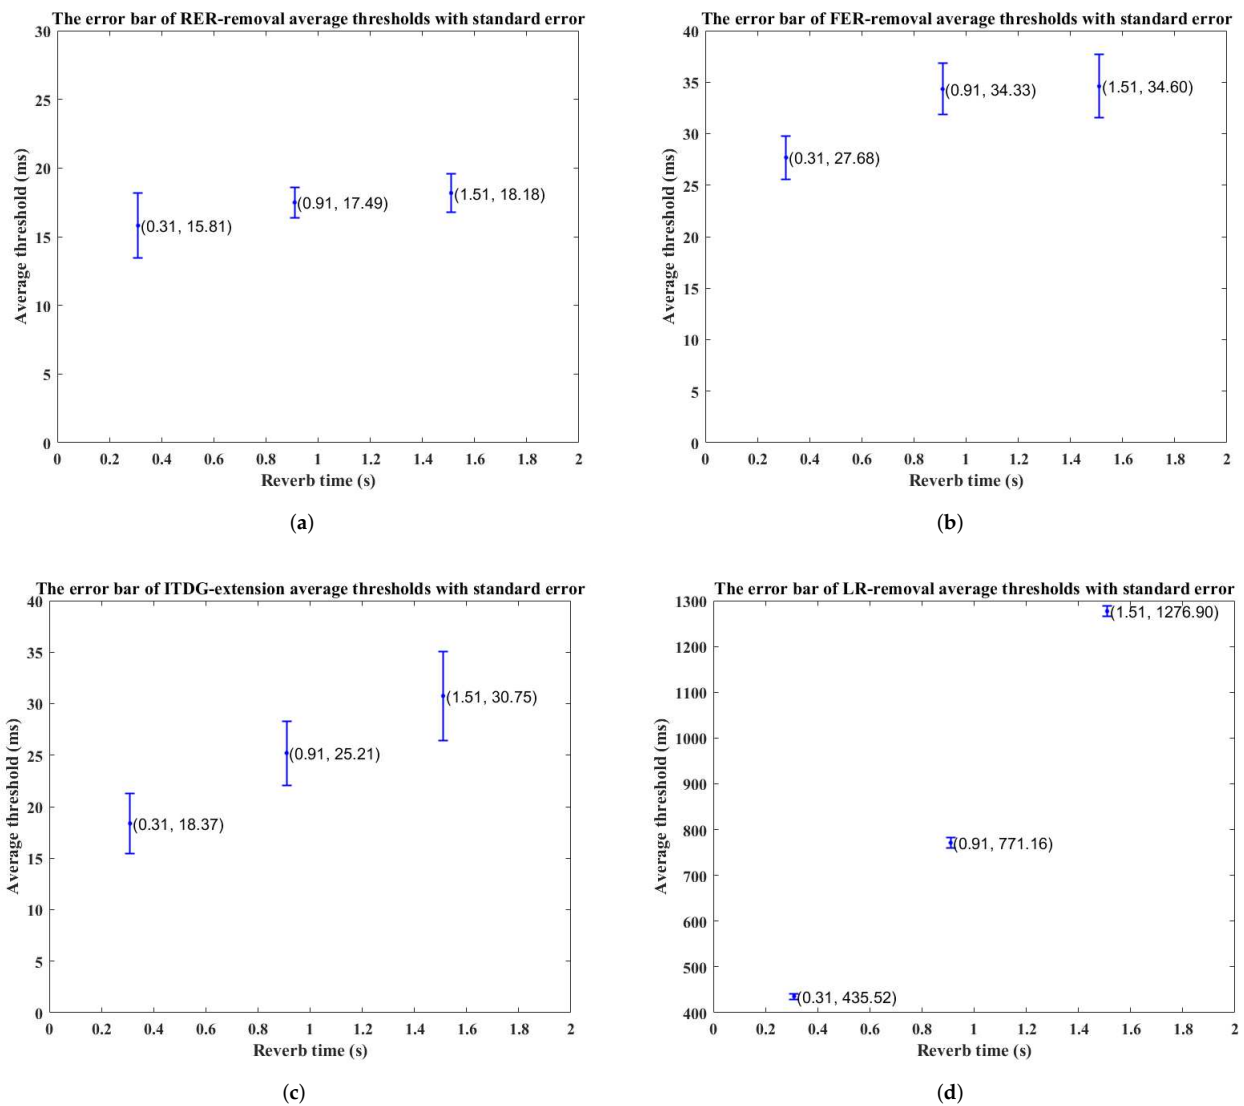 The error bar of RER-removal average thresholds with standard error
30
25
20
15
10
5
0
Average threshold (ms)
(0.31, 15.81)
(0.91, 17.49)
(1.51, 18.18)
0 0.2 0.4 0.6 0.8 1 1.2 1.4 1.6 1.8 2
Reverb time (s)
(a)
The error bar of FER-removal average thresholds with standard error
40
35
30
25
20
15
10
5
0
Average threshold (ms)
(0.31, 27.68)
(0.91, 34.33)
(1.51, 34.60)
0 0.2 0.4 0.6 0.8 1 1.2 1.4 1.6 1.8 2
Reverb time (s)
(b)
The error bar of ITDG-extension average thresholds with standard error
40
35
30
25
20
15
10
5
0
Average threshold (ms)
(0.31, 18.37)
(0.91, 25.21)
(1.51, 30.75)
0 0.2 0.4 0.6 0.8 1 1.2 1.4 1.6 1.8 2
Reverb time (s)
(c)
The error bar of LR-removal average thresholds with standard error
1300
1200
1100
1000
900
800
700
600
500
400
Average threshold (ms)
(0.31, 435.52)
(0.91, 771.16)
(1.51, 1276.90)
0 0.2 0.4 0.6 0.8 1 1.2 1.4 1.6 1.8 2
Reverb time (s)
(d)